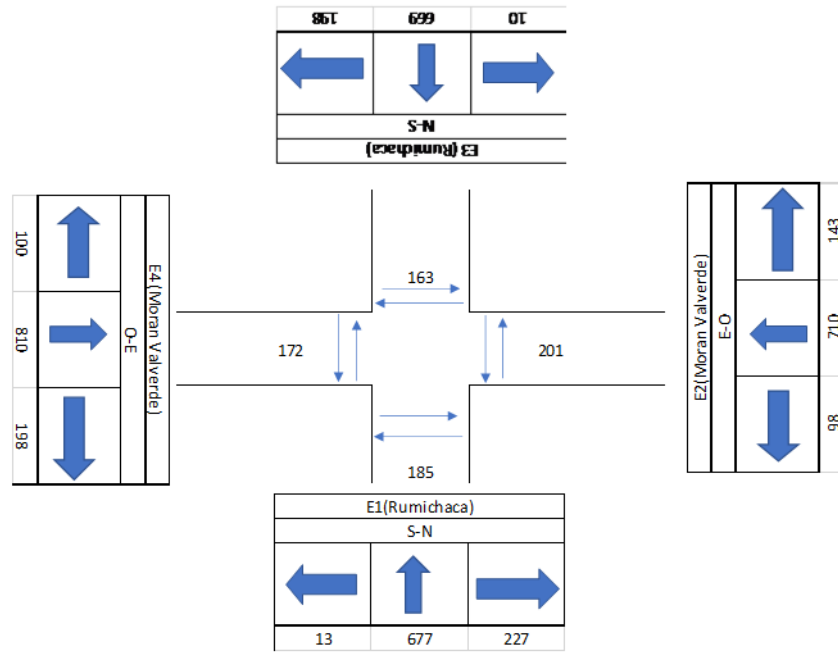 198 669 10
N-S
E3 (Rumichaca)
100
810
198
O-E
E4 (Moran Valverde)
163
172
201
185
E2(Moran Valverde)
E-O
143
710
98
E1(Rumichaca)
S-N
13 677 227